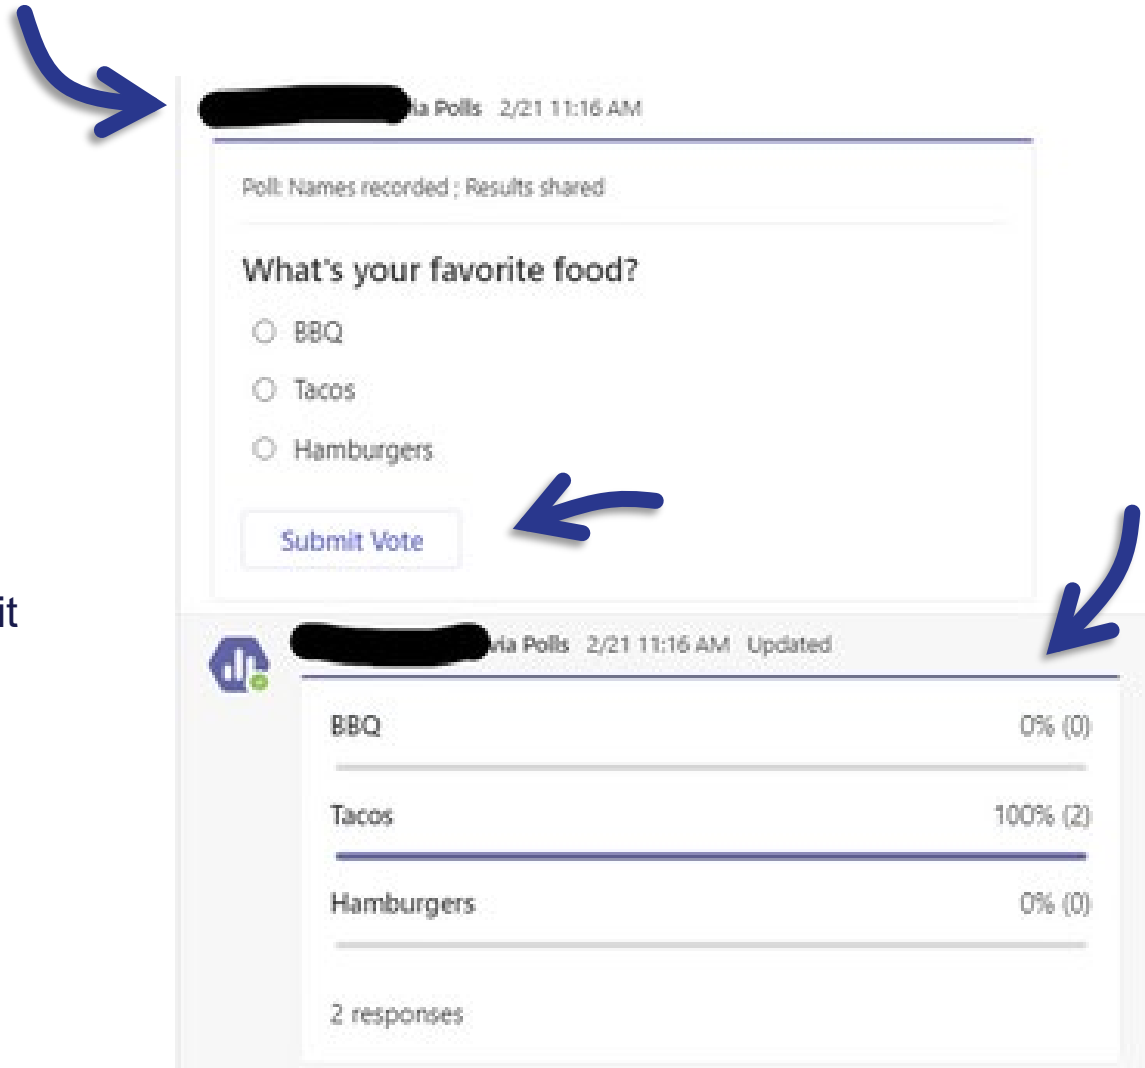 via Polls 2/21 11:16 AM
Poll: Names recorded ; Results shared
What's your favorite food?
BBQ
Tacos
Hamburgers
Submit Vote
it
via Polls 2/21 11:16 AM Updated
BBQ 0% (0)
Tacos 100% (2)
Hamburgers 0% (0)
2 responses